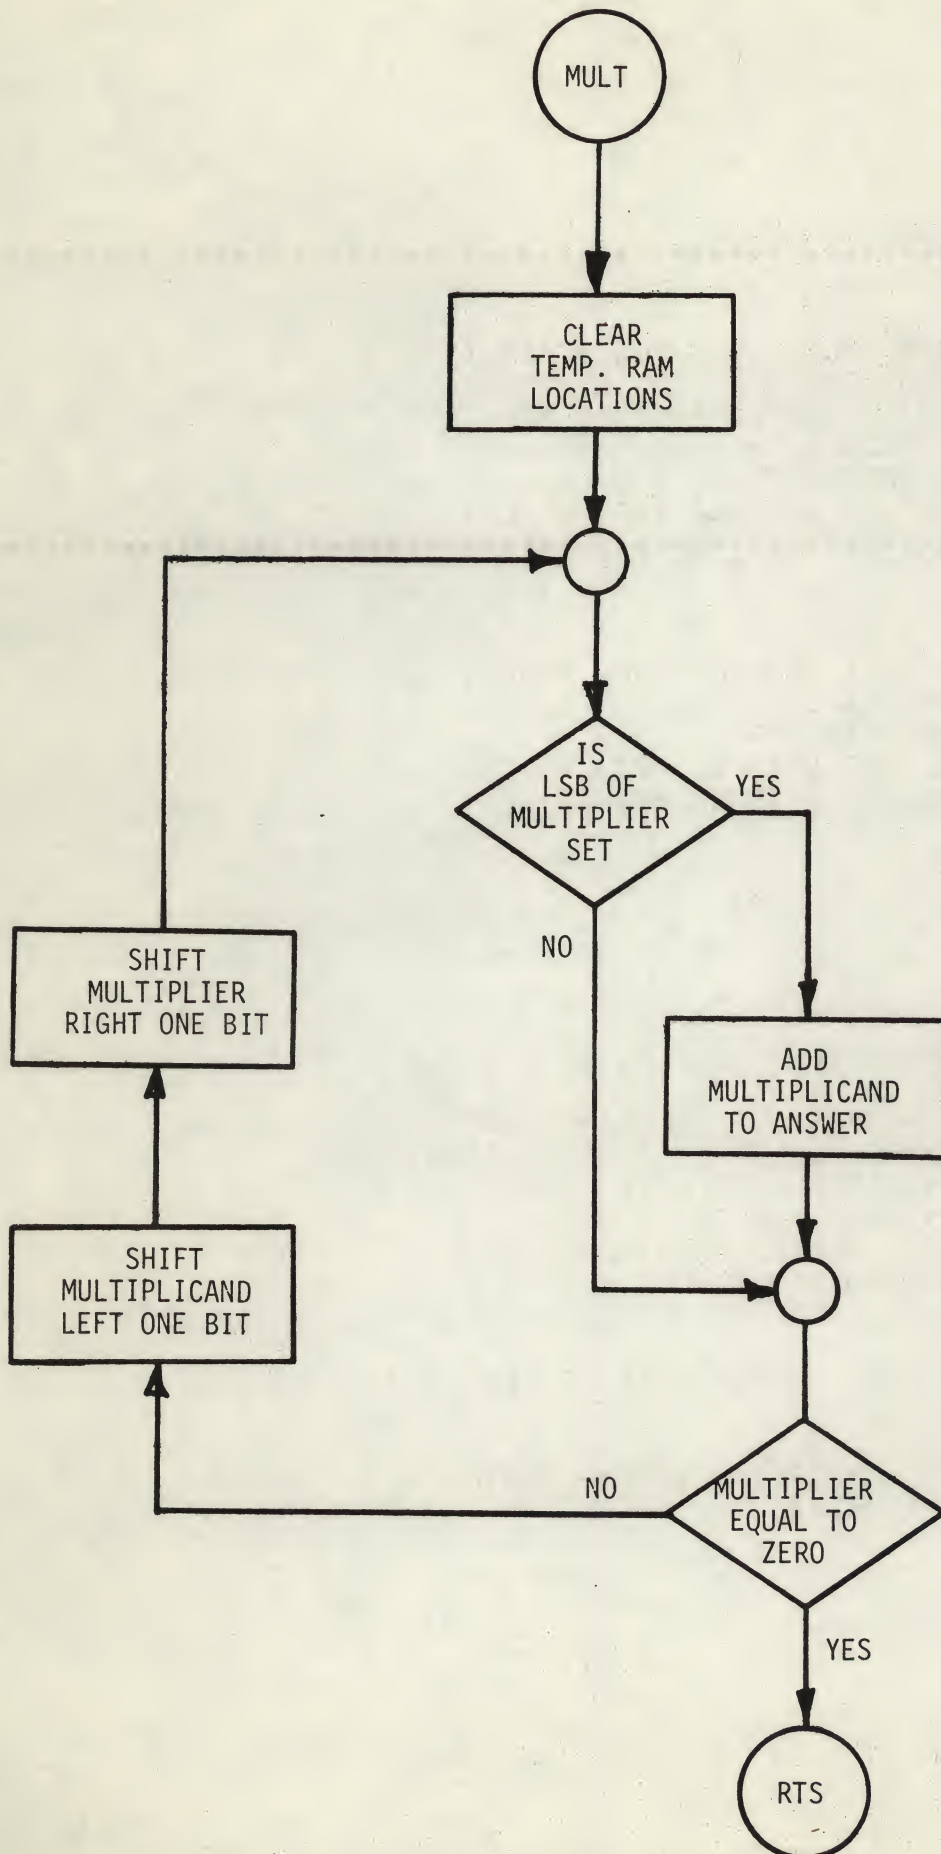 MULT
CLEAR
TEMP. RAM
LOCATIONS
IS
LSB OF
MULTIPLIER
SET
YES
NO
ADD
MULTIPLICAND
TO ANSWER
SHIFT
MULTIPLIER
RIGHT ONE BIT
SHIFT
MULTIPLICAND
LEFT ONE BIT
NO
MULTIPLIER
EQUAL TO
ZERO
YES
RTS